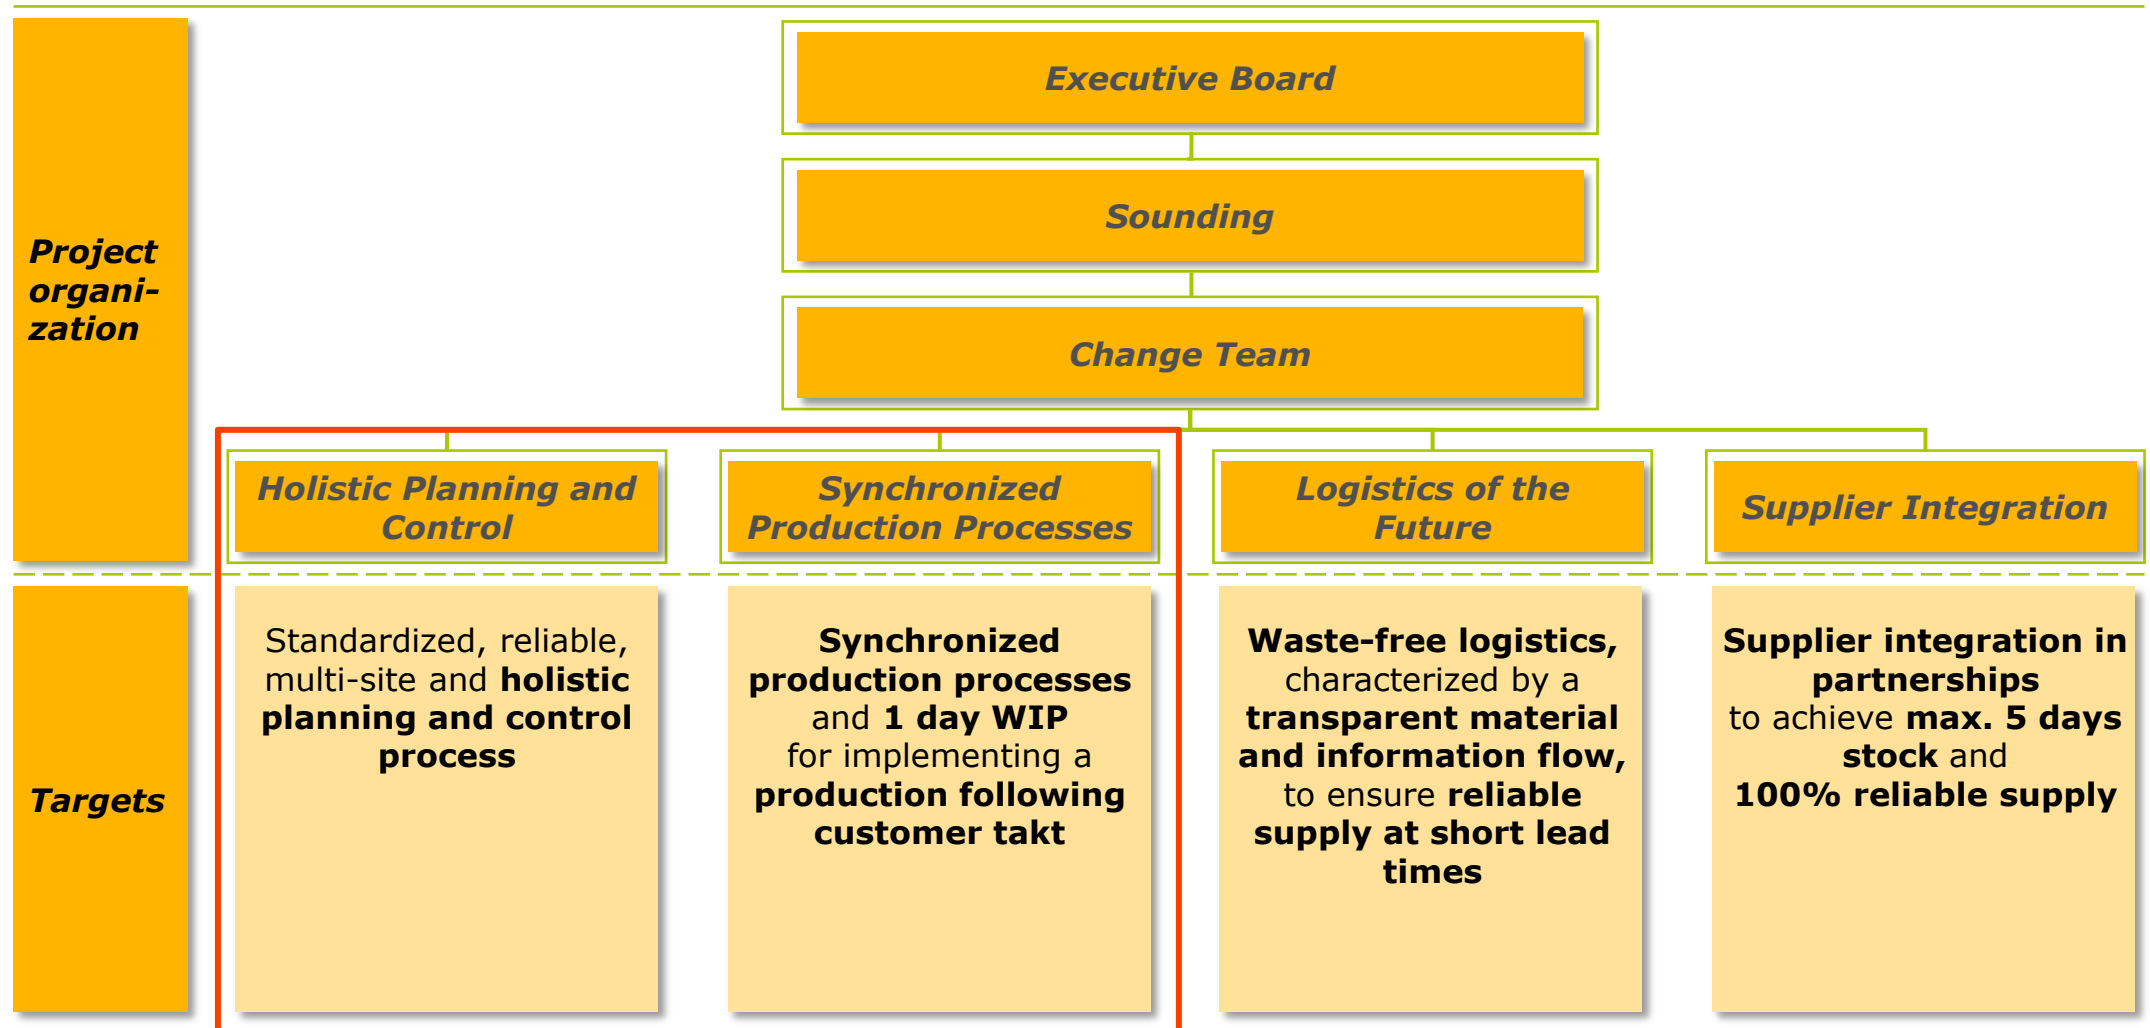 Project
organi-
zation
Executive Board
Sounding
Change Team
Holistic Planning and
Control
Synchronized
Production Processes
Logistics of the
Future
Supplier Integration
Targets
Standardized, reliable,
multi-site and holistic
planning and control
process
Synchronized
production processes
and 1 day WIP
for implementing a
production following
customer takt
Waste-free logistics,
characterized by a
transparent material
and information flow,
to ensure reliable
supply at short lead
times
Supplier integration in
partnerships
to achieve max. 5 days
stock and
100% reliable supply